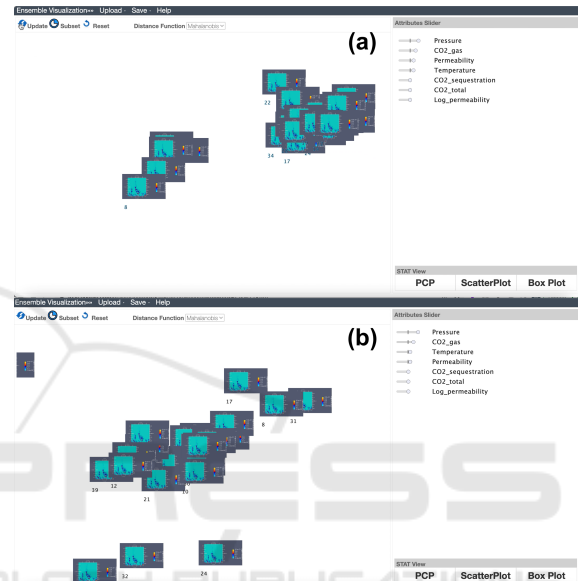 Ensemble Visualization Upload · Save · Help
Update Subset Reset Distance Function Mahalanobis
(a)
Attributes Slider
Pressure
CO2_gas
Permeability
Temperature
CO2_sequestration
CO2_total
Log_permeability
22
34
17
8
STAT View
PCP ScatterPlot Box Plot
Ensemble Visualization Upload · Save · Help
Update Subset Reset Distance Function Mahalanobis
(b)
Attributes Slider
Pressure
CO2_gas
Temperature
Permeability
CO2_sequestration
CO2_total
Log_permeability
17
8 31
39 12
21 10
32
24
STAT View
PCP ScatterPlot Box Plot